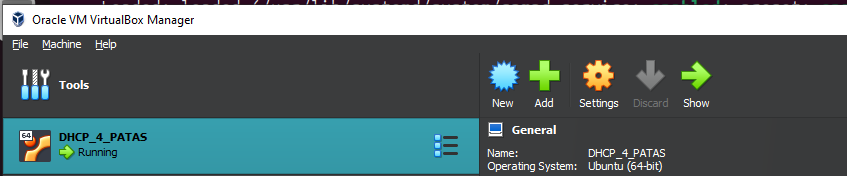 Oracle VM VirtualBox Manager
File Machine Help
Tools
New Add Settings Discard Show
64 DHCP_4_PATAS
Running
General
Name: DHCP_4_PATAS
Operating System: Ubuntu (64-bit)